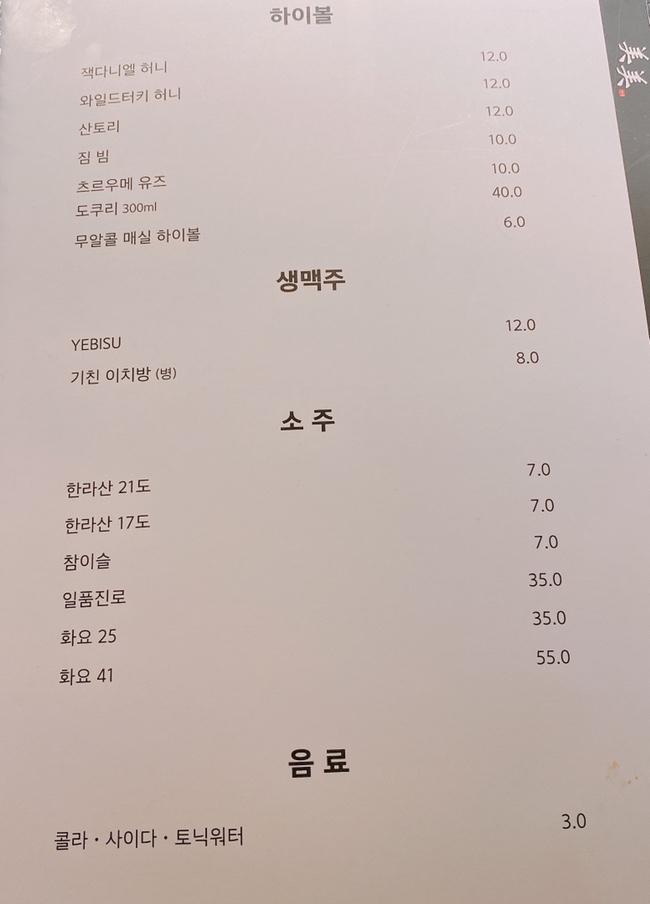 하이볼
잭다니엘 허니 12.0
와일드터키 허니 12.0
산토리 12.0
짐 빔 10.0
츠르우메 유즈 10.0
도쿠리 300ml 40.0
무알콜 매실 하이볼 6.0
생맥주
YEBISU 12.0
기친 이치방 (병) 8.0
소 주
한라산 21도 7.0
한라산 17도 7.0
참이슬 7.0
일품진로 35.0
화요 25 35.0
화요 41 55.0
음 료
콜라 · 사이다 · 토닉워터 3.0
美美